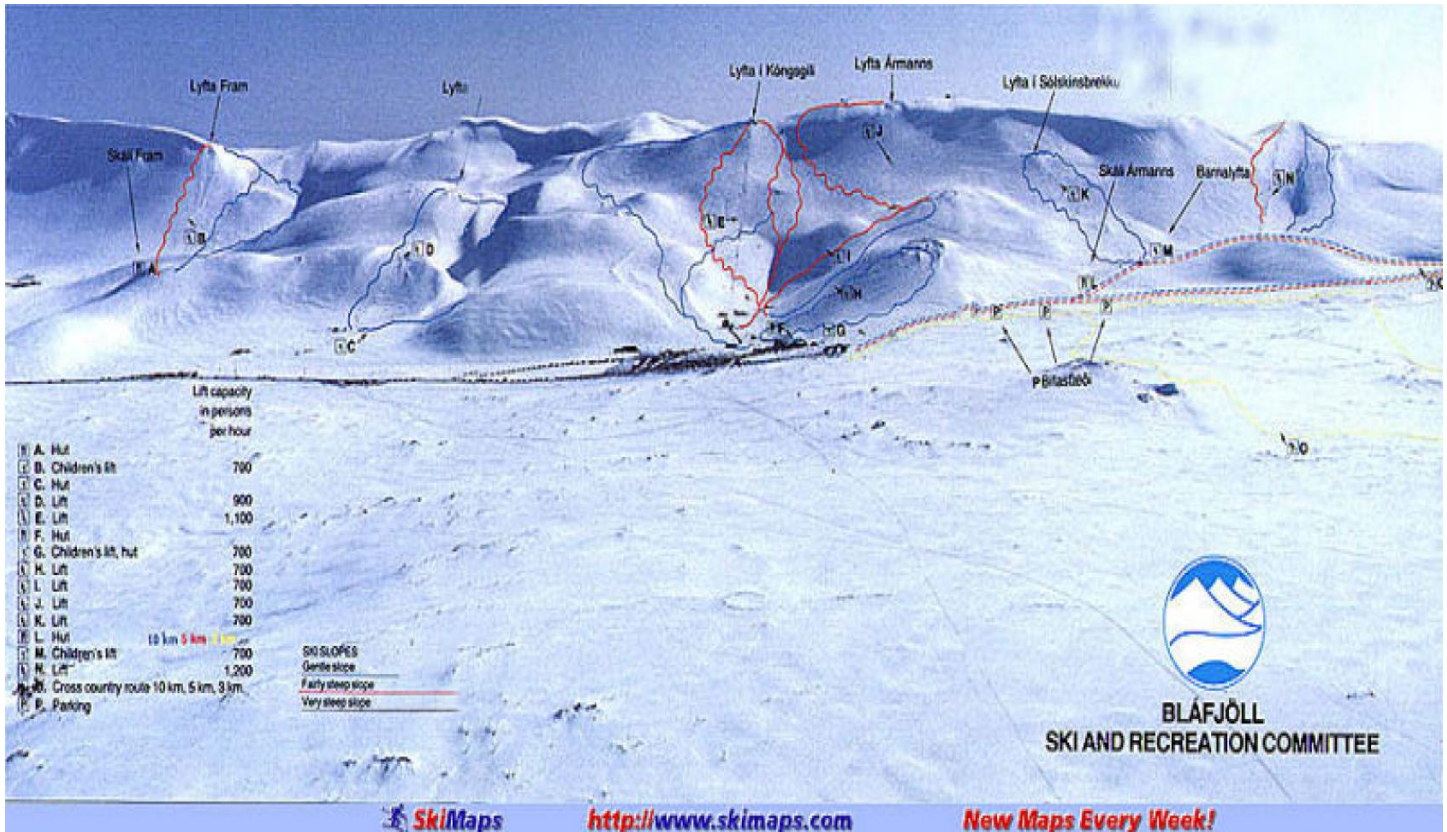 Lyfta Fram
Lyfta
Lyfta í Kóngsgili
Lyfta Ármanns
Lyfta í Sólskinsbrekku
Skáli Fram
Skáli Ármanns
Barnalyfta
J
N
K
E
B
A
D
M
I
L
H
P
P
P
F
G
C
P Bílastæði
O
Lift capacity
in persons
per hour
A. Hut
B. Children's lift 700
C. Hut
D. Lift 900
E. Lift 1,100
F. Hut
G. Children's lift, hut 700
H. Lift 700
I. Lift 700
J. Lift 700
K. Lift 700
L. Hut 10 km 5 km
M. Children's lift 700
N. Lift 1,200
Cross country route 10 km, 5 km, 3 km.
P. Parking
SKI SLOPES
Gentle slope
Fairly steep slope
Very steep slope
BLÁFJÖLL
SKI AND RECREATION COMMITTEE
SkiMaps http://www.skimaps.com New Maps Every Week!